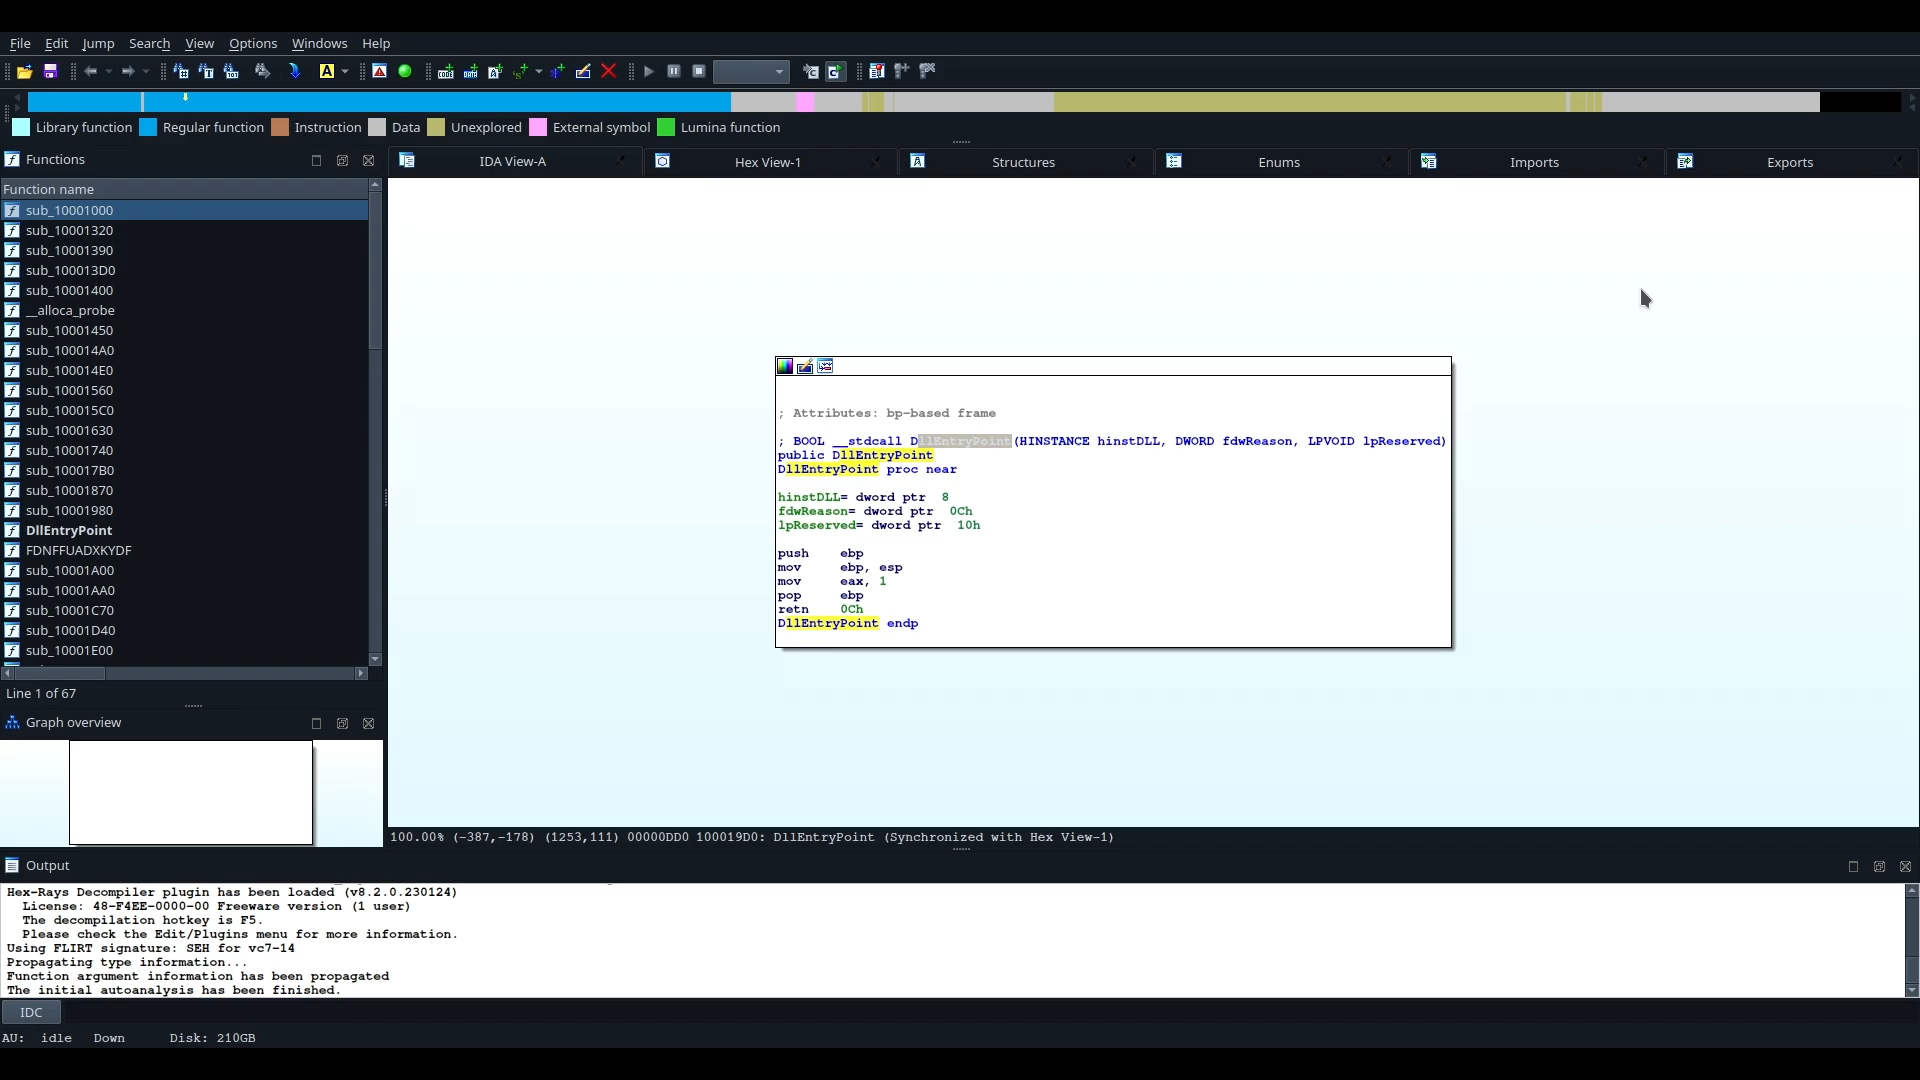 File Edit Jump Search View Options Windows Help
Library function Regular function Instruction Data Unexplored External symbol Lumina function
Functions
IDA View-A Hex View-1 Structures Enums Imports Exports
Function name
sub_10001000
sub_10001320
sub_10001390
sub_100013D0
sub_10001400
__alloca_probe
sub_10001450
sub_100014A0
sub_100014E0
sub_10001560
sub_100015C0
sub_10001630
sub_10001740
sub_100017B0
sub_10001870
sub_10001980
DllEntryPoint
FDNFFUADXKYDF
sub_10001A00
sub_10001AA0
sub_10001C70
sub_10001D40
sub_10001E00
Line 1 of 67
Graph overview
; Attributes: bp-based frame
; BOOL __stdcall DllEntryPoint(HINSTANCE hinstDLL, DWORD fdwReason, LPVOID lpReserved)
public DllEntryPoint
DllEntryPoint proc near
hinstDLL= dword ptr  8
fdwReason= dword ptr  0Ch
lpReserved= dword ptr  10h
push    ebp
mov     ebp, esp
mov     eax, 1
pop     ebp
retn    0Ch
DllEntryPoint endp
100.00% (-387,-178) (1253,111) 00000DD0 100019D0: DllEntryPoint (Synchronized with Hex View-1)
Output
Hex-Rays Decompiler plugin has been loaded (v8.2.0.230124)
License: 48-F4EE-0000-00 Freeware version (1 user)
The decompilation hotkey is F5.
Please check the Edit/Plugins menu for more information.
Using FLIRT signature: SEH for vc7-14
Propagating type information...
Function argument information has been propagated
The initial autoanalysis has been finished.
IDC
AU: idle Down Disk: 210GB